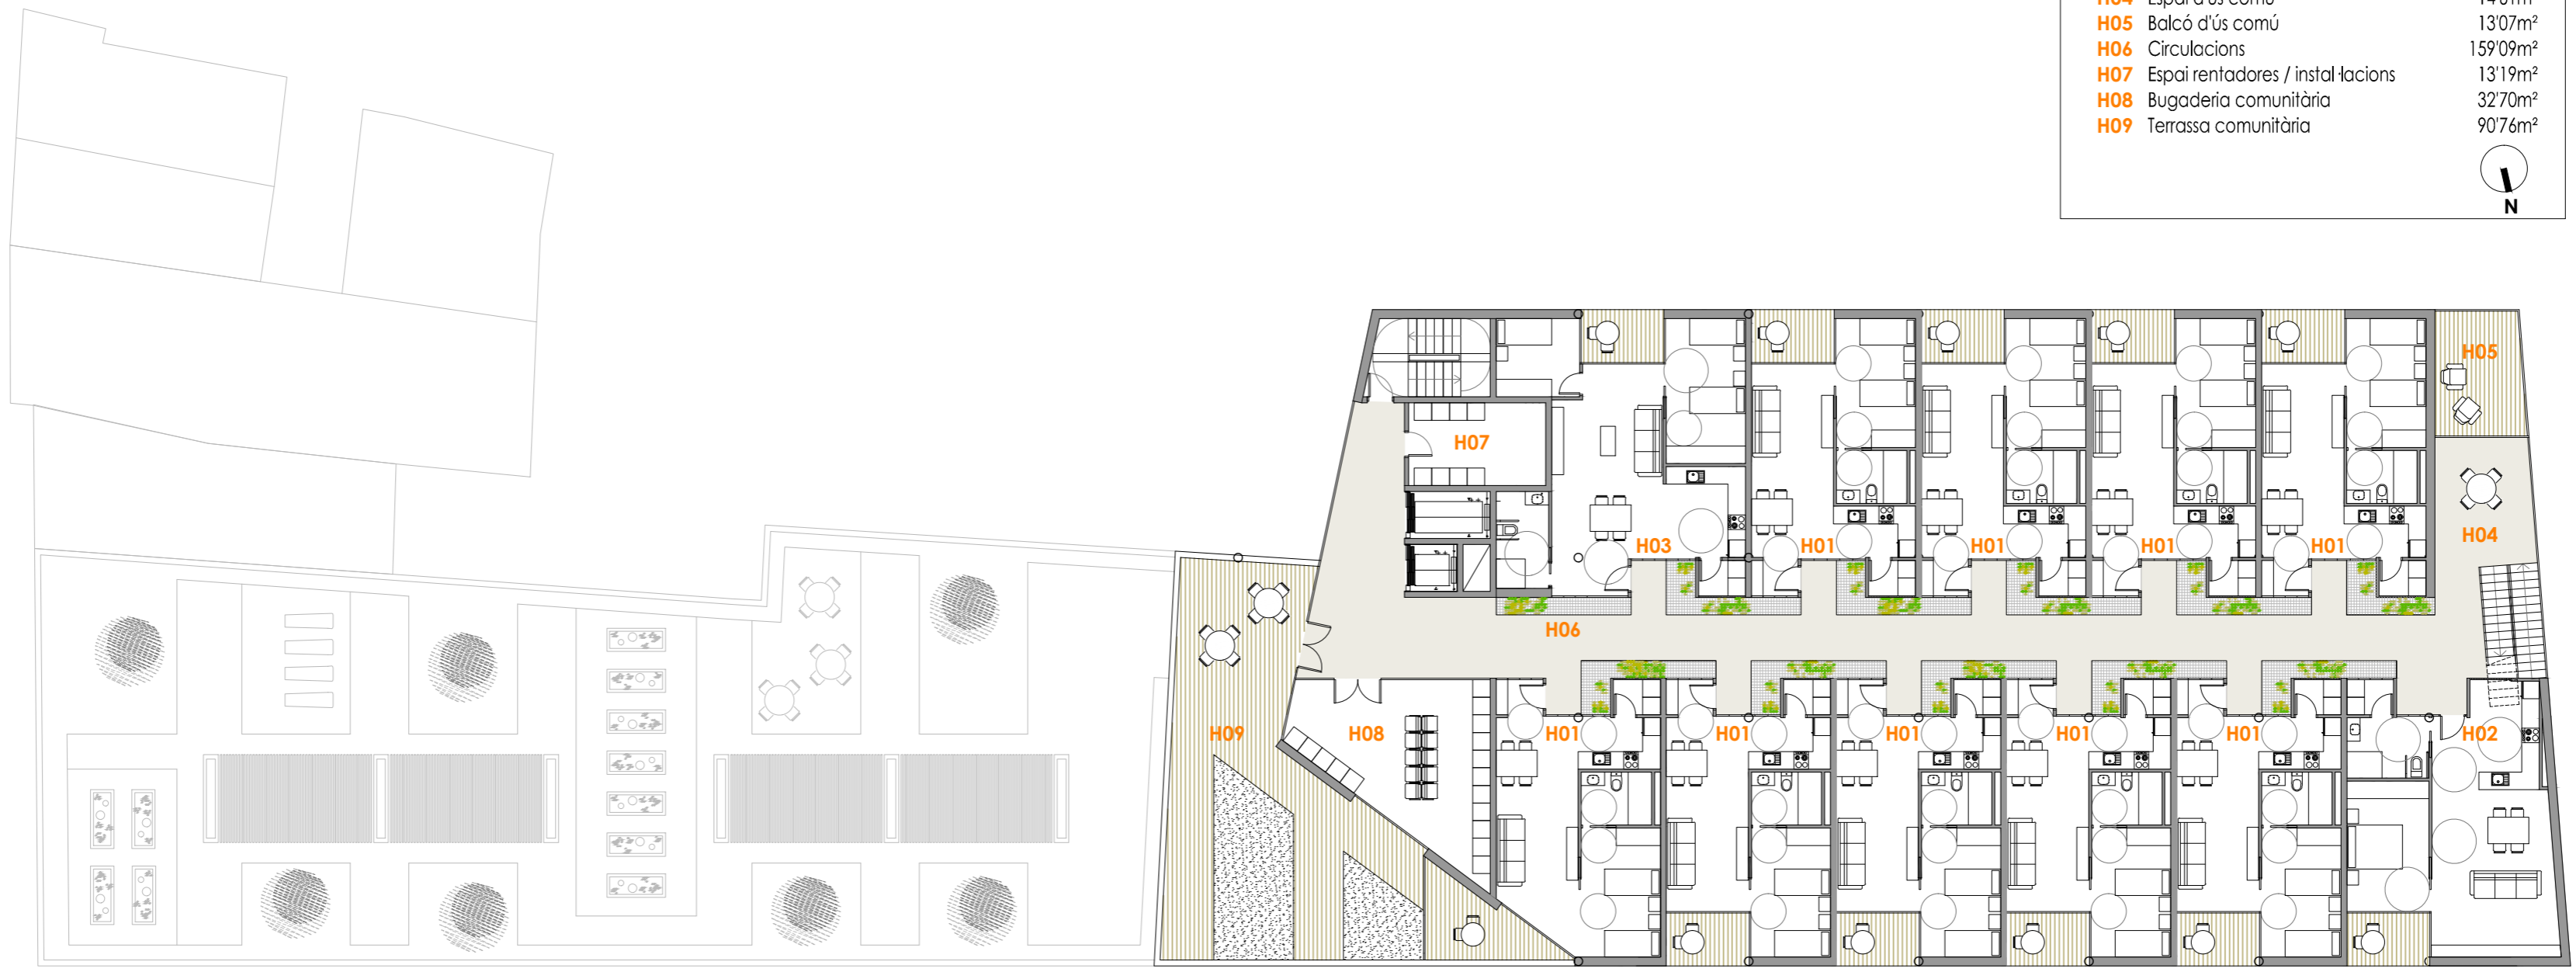 H05 Balcó d'ús comú 13'07m²
H06 Circulacions 159'09m²
H07 Espai rentadores / instal·lacions 13'19m²
H08 Bugaderia comunitària 32'70m²
H09 Terrassa comunitària 90'76m²
N
H05
H07
H04
H03 H01 H01 H01 H01
H06
H09 H08 H01 H01 H01 H01 H01 H02